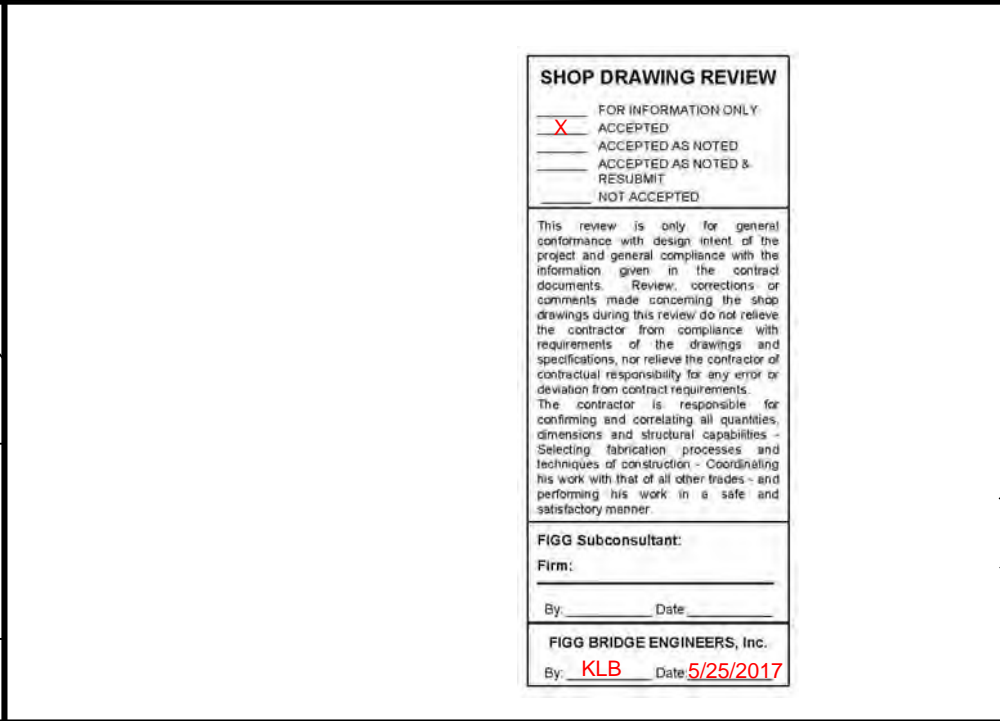 SHOP DRAWING REVIEW
FOR INFORMATION ONLY
X ACCEPTED
ACCEPTED AS NOTED
ACCEPTED AS NOTED &
RESUBMIT
NOT ACCEPTED
This review is only for general
conformance with design intent of the
project and general compliance with the
information given in the contract
documents. Review, corrections or
comments made concerning the shop
drawings during this review do not relieve
the contractor from compliance with
requirements of the drawings and
specifications, nor relieve the contractor of
contractual responsibility for any error or
deviation from contract requirements.
The contractor is responsible for
confirming and correlating all quantities,
dimensions and structural capabilities -
Selecting fabrication processes and
techniques of construction - Coordinating
his work with that of all other trades - and
performing his work in a safe and
satisfactory manner.
FIGG Subconsultant:
Firm:
By: Date:
FIGG BRIDGE ENGINEERS, Inc.
By: KLB Date: 5/25/2017